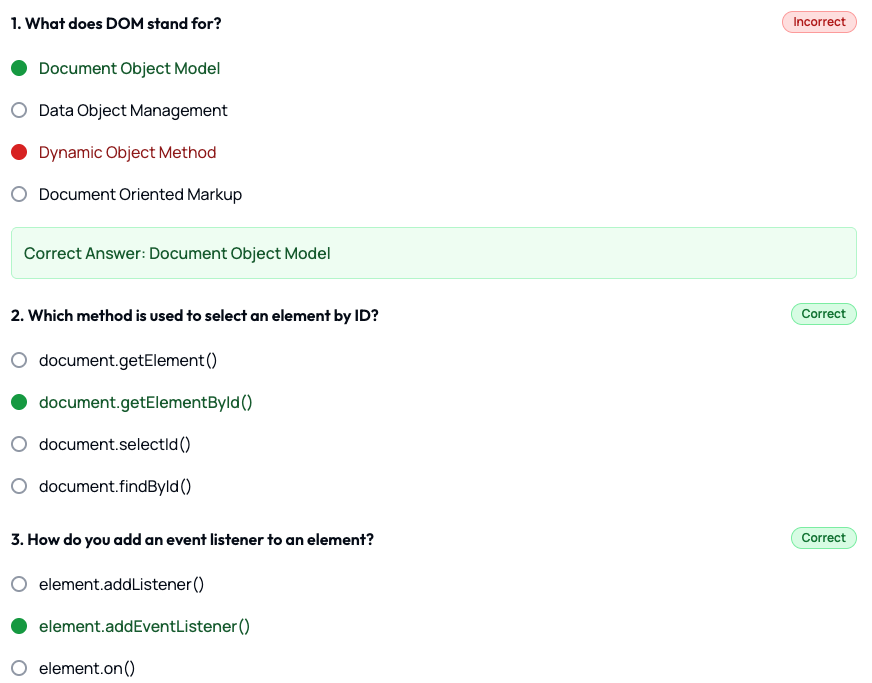 1. What does DOM stand for?
Incorrect
Document Object Model
Data Object Management
Dynamic Object Method
Document Oriented Markup
Correct Answer: Document Object Model
2. Which method is used to select an element by ID?
Correct
document.getElement()
document.getElementById()
document.selectId()
document.findById()
3. How do you add an event listener to an element?
Correct
element.addListener()
element.addEventListener()
element.on()